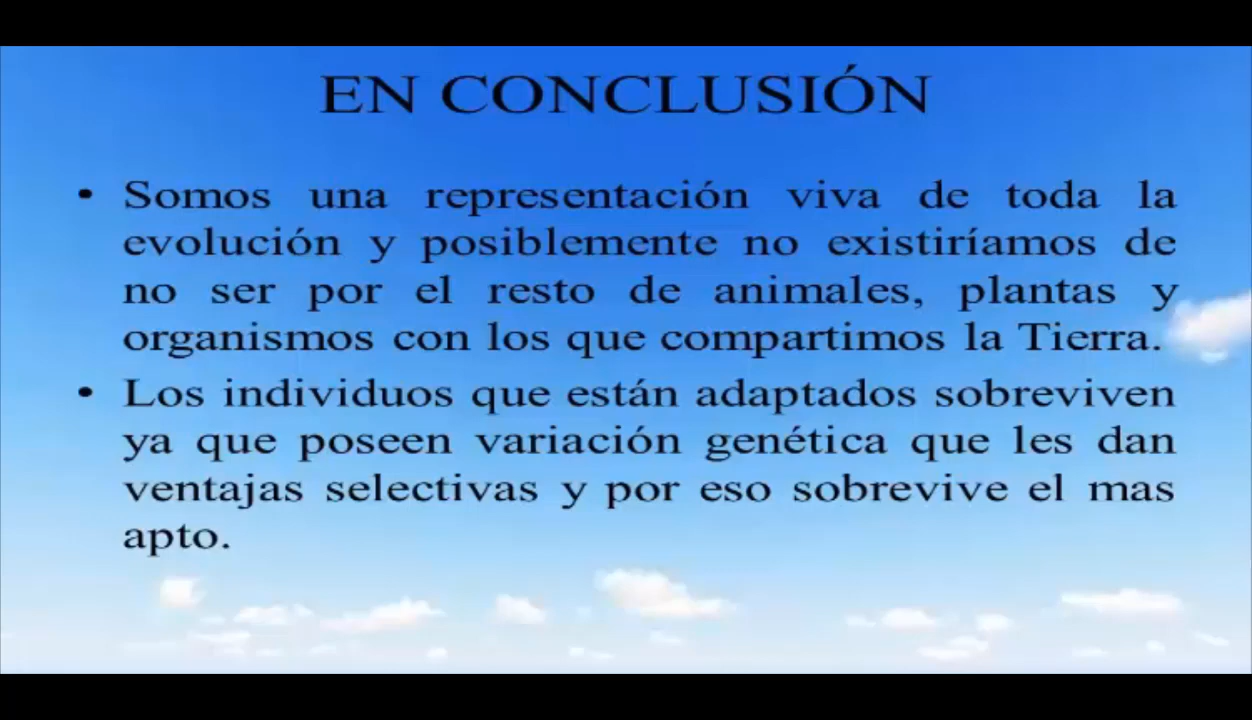 EN CONCLUSIÓN
• Somos una representación viva de toda la
evolución y posiblemente no existiríamos de
no ser por el resto de animales, plantas y
organismos con los que compartimos la Tierra.
• Los individuos que están adaptados sobreviven
ya que poseen variación genética que les dan
ventajas selectivas y por eso sobrevive el mas
apto.